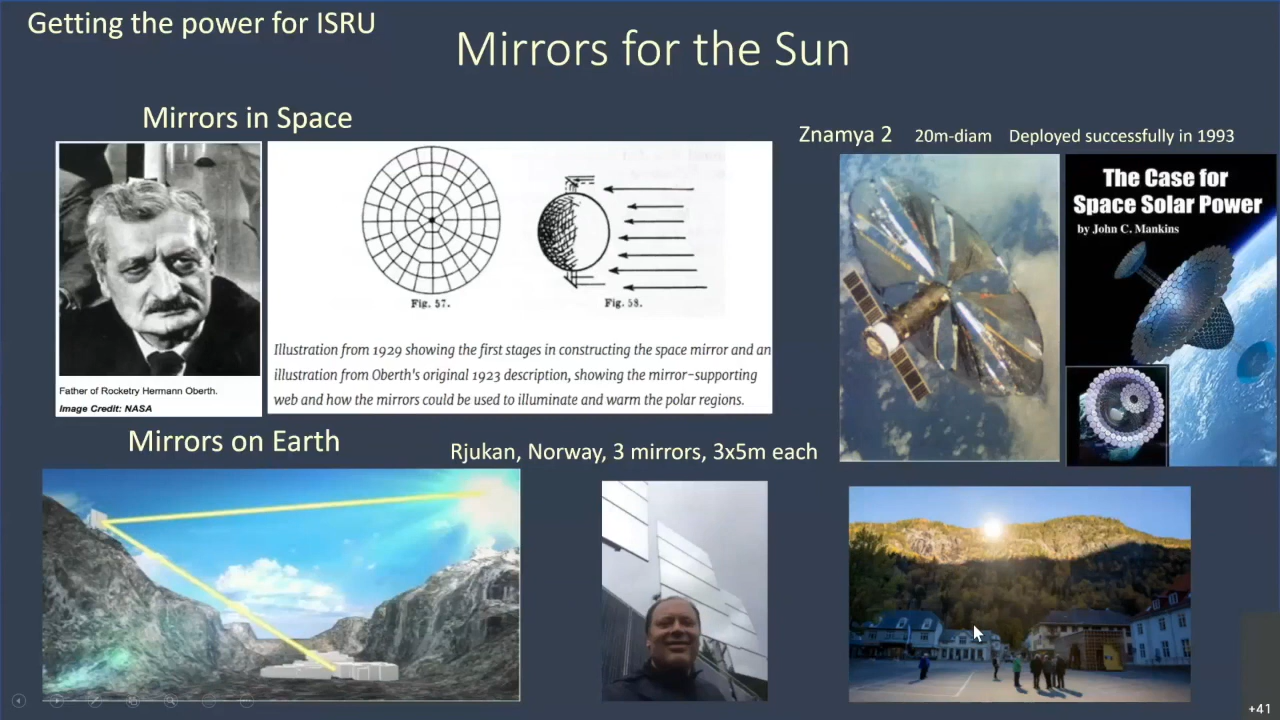 Getting the power for ISRU
Mirrors for the Sun
Mirrors in Space
Father of Rocketry Hermann Oberth.
Image Credit: NASA
Fig. 57.
Fig. 58.
Illustration from 1929 showing the first stages in constructing the space mirror and an
illustration from Oberth's original 1923 description, showing the mirror-supporting
web and how the mirrors could be used to illuminate and warm the polar regions.
Znamya 2 20m-diam Deployed successfully in 1993
The Case for
Space Solar Power
by John C. Mankins
Mirrors on Earth
Rjukan, Norway, 3 mirrors, 3x5m each
+41